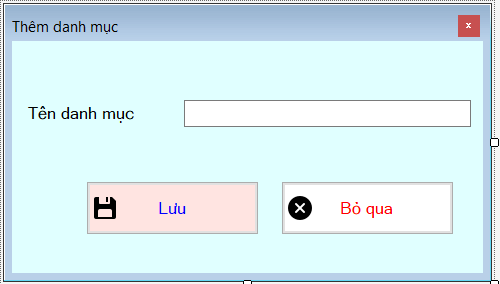 Thêm danh mục
Tên danh mục
Lưu
Bỏ qua